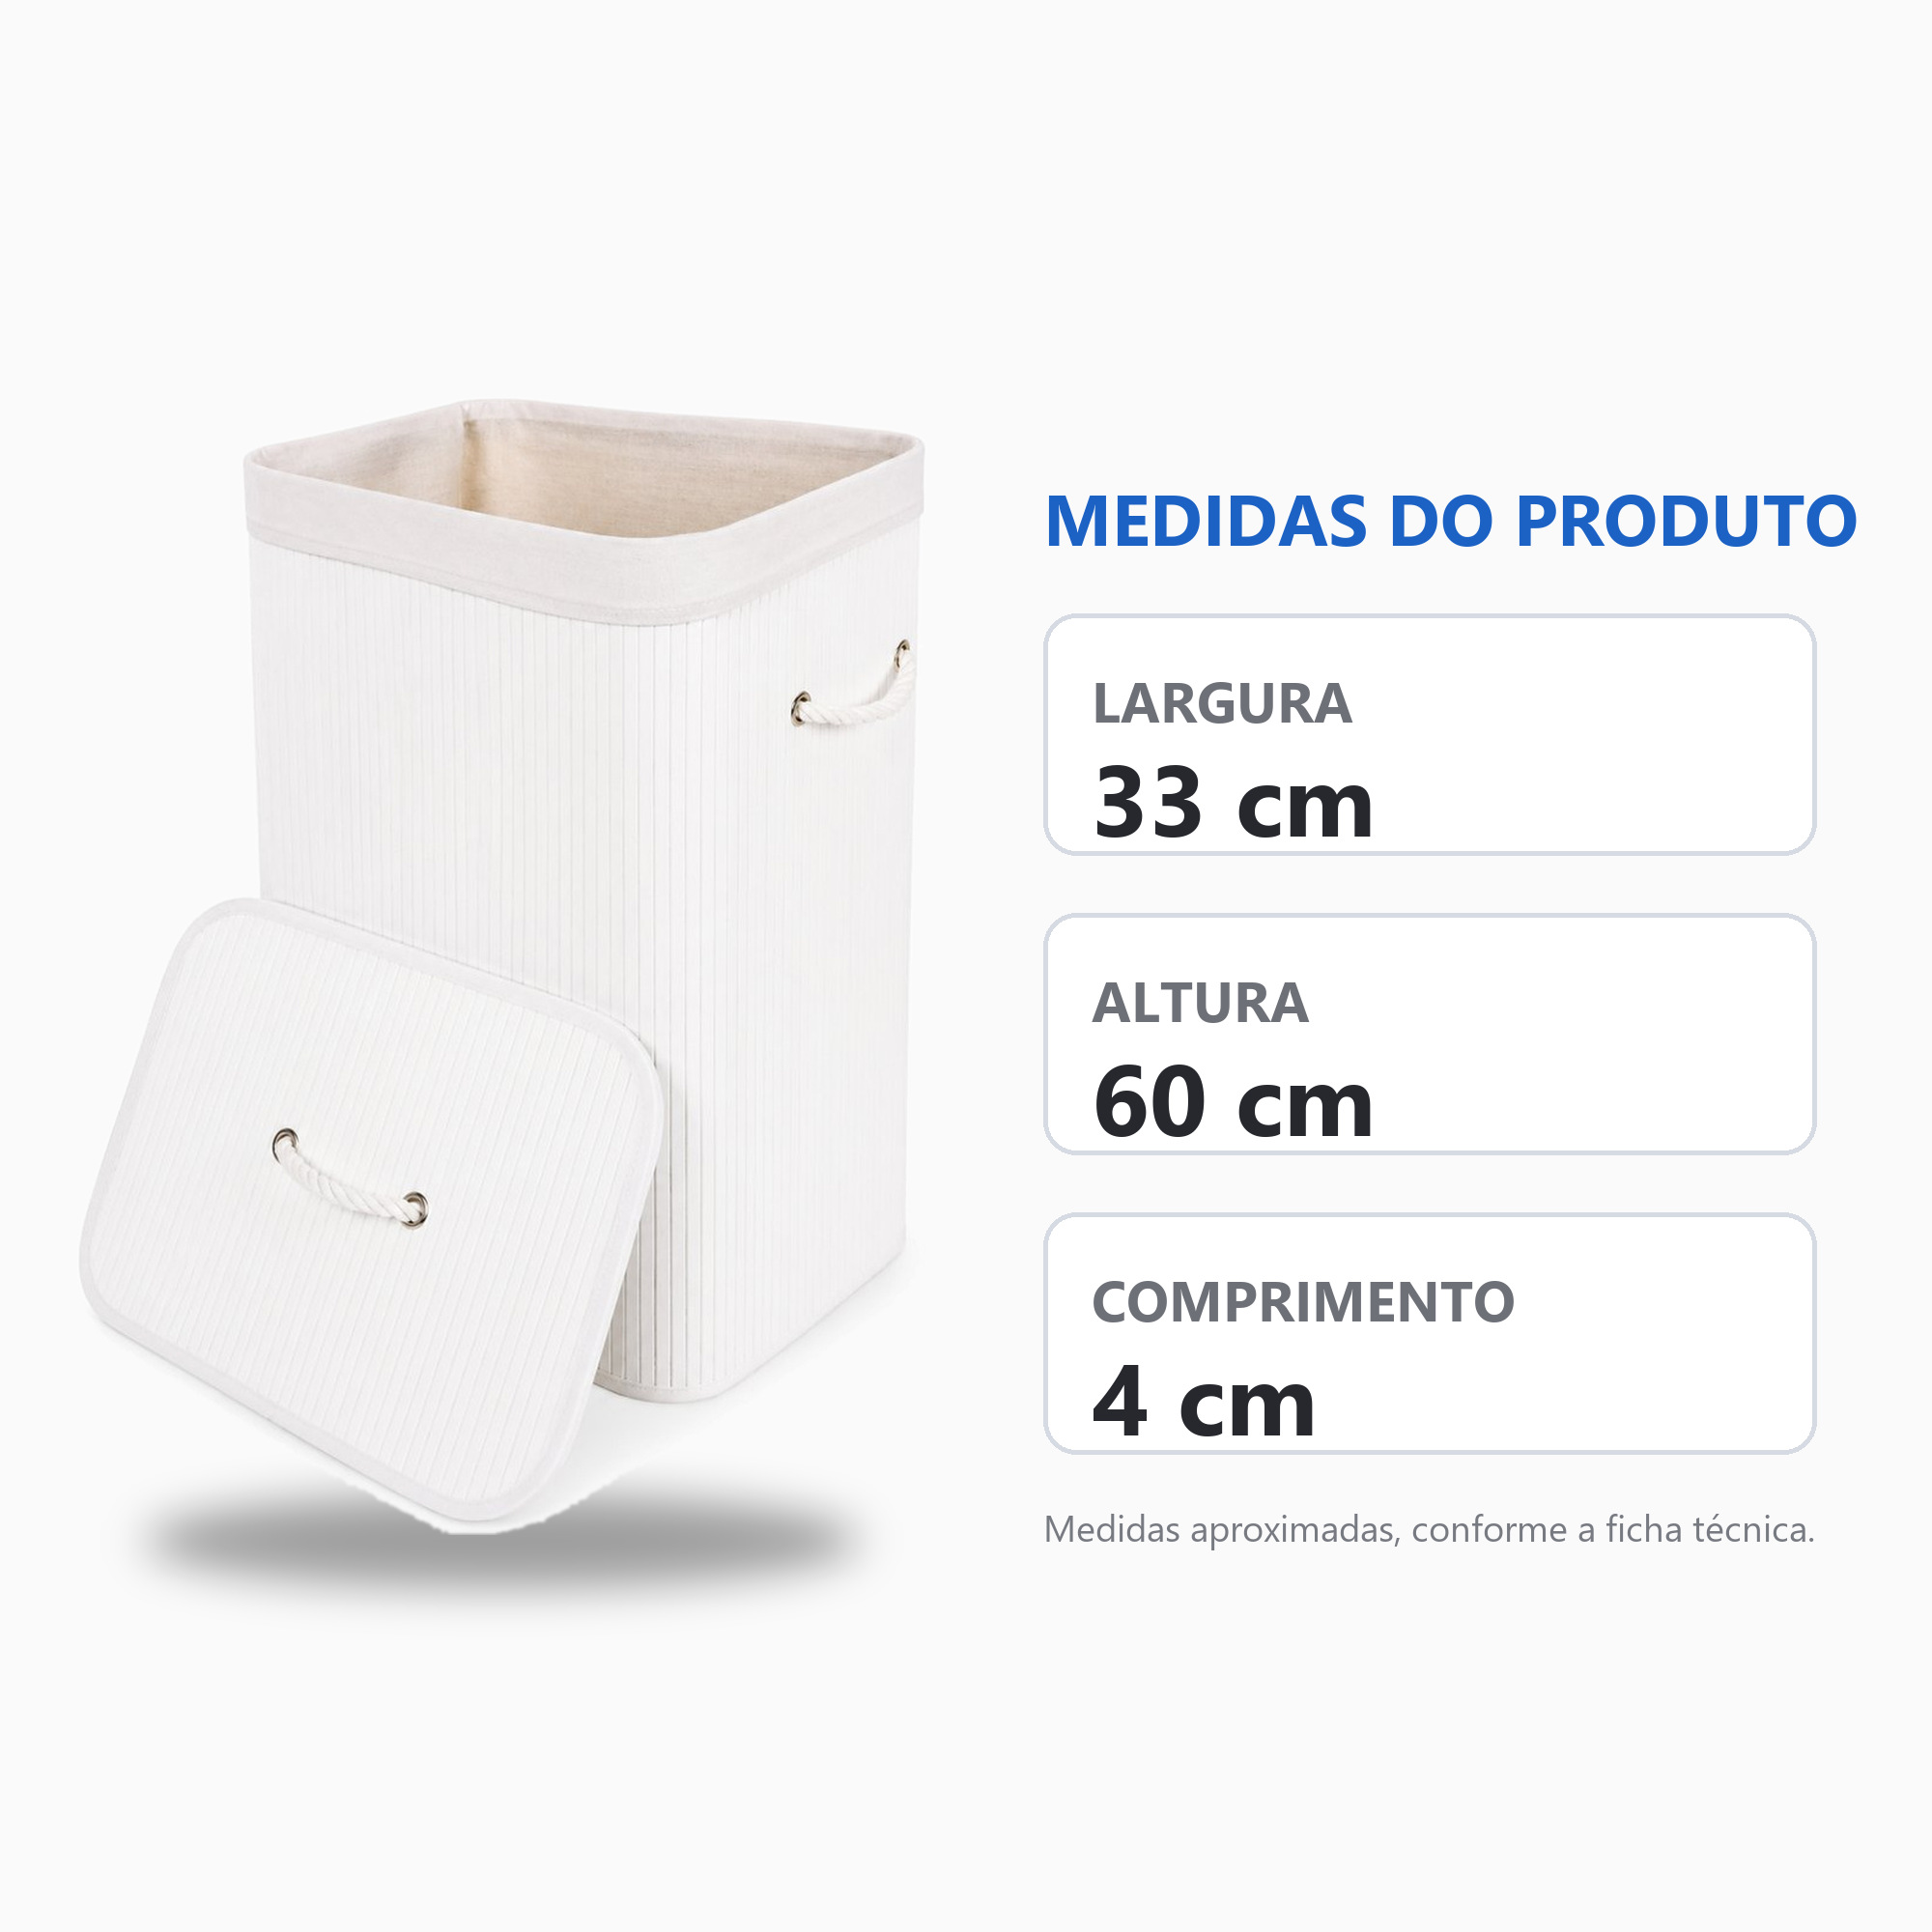 MEDIDAS DO PRODUTO
LARGURA
33 cm
ALTURA
60 cm
COMPRIMENTO
4 cm
Medidas aproximadas, conforme a ficha técnica.